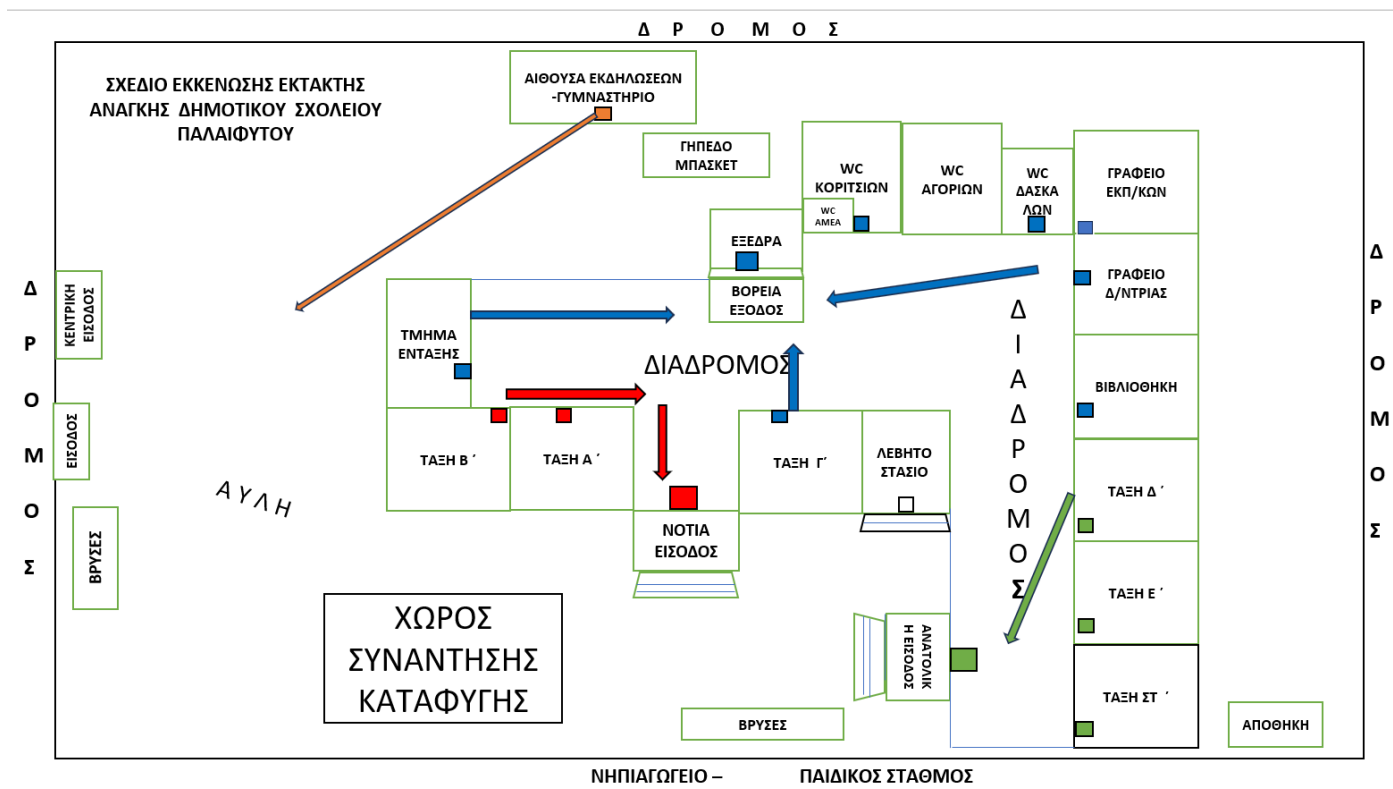 Δ Ρ Ο Μ Ο Σ
ΣΧΕΔΙΟ ΕΚΚΕΝΩΣΗΣ ΕΚΤΑΚΤΗΣ
ΑΝΑΓΚΗΣ ΔΗΜΟΤΙΚΟΥ ΣΧΟΛΕΙΟΥ
ΠΑΛΑΙΦΥΤΟΥ
ΑΙΘΟΥΣΑ ΕΚΔΗΛΩΣΕΩΝ
-ΓΥΜΝΑΣΤΗΡΙΟ
ΓΗΠΕΔΟ
ΜΠΑΣΚΕΤ
WC
ΚΟΡΙΤΣΙΩΝ
WC
ΑΜΕΑ
WC
ΑΓΟΡΙΩΝ
WC
ΔΑΣΚΑ
ΛΩΝ
ΓΡΑΦΕΙΟ
ΕΚΠ/ΚΩΝ
ΕΞΕΔΡΑ
ΒΟΡΕΙΑ
ΕΞΟΔΟΣ
ΓΡΑΦΕΙΟ
Δ/ΝΤΡΙΑΣ
Δ Ρ Ο Μ Ο Σ
ΚΕΝΤΡΙΚΗ
ΕΙΣΟΔΟΣ
ΤΜΗΜΑ
ΕΝΤΑΞΗΣ
ΔΙΑΔΡΟΜΟΣ
ΔΙΑΔΡΟΜΟΣ
ΒΙΒΛΙΟΘΗΚΗ
Δ Ρ Ο Μ Ο Σ
ΕΙΣΟΔΟΣ
ΤΑΞΗ Β ΄
ΤΑΞΗ Α ΄
ΤΑΞΗ Γ΄
ΛΕΒΗΤΟ
ΣΤΑΣΙΟ
ΤΑΞΗ Δ ΄
ΑΥΛΗ
ΝΟΤΙΑ
ΕΙΣΟΔΟΣ
ΒΡΥΣΕΣ
ΤΑΞΗ Ε ΄
ΧΩΡΟΣ
ΣΥΝΑΝΤΗΣΗΣ
ΚΑΤΑΦΥΓΗΣ
ΑΝΑΤΟΛΙΚ
Η ΕΙΣΟΔΟΣ
ΤΑΞΗ ΣΤ ΄
ΒΡΥΣΕΣ
ΑΠΟΘΗΚΗ
ΝΗΠΙΑΓΩΓΕΙΟ – ΠΑΙΔΙΚΟΣ ΣΤΑΘΜΟΣ